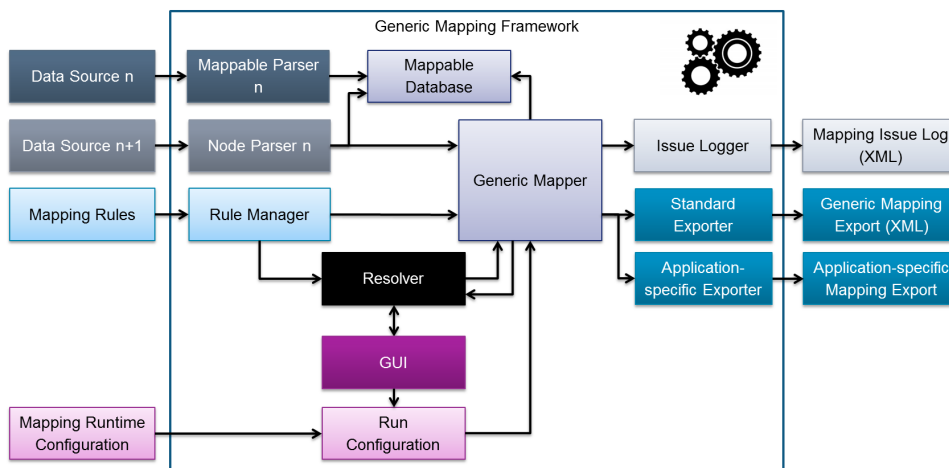 Generic Mapping Framework
Data Source n
Mappable Parser
n
Mappable
Database
Data Source n+1
Node Parser n
Generic Mapper
Issue Logger
Mapping Issue Log
(XML)
Mapping Rules
Rule Manager
Standard
Exporter
Generic Mapping
Export (XML)
Resolver
Application-
specific Exporter
Application-specific
Mapping Export
GUI
Mapping Runtime
Configuration
Run
Configuration